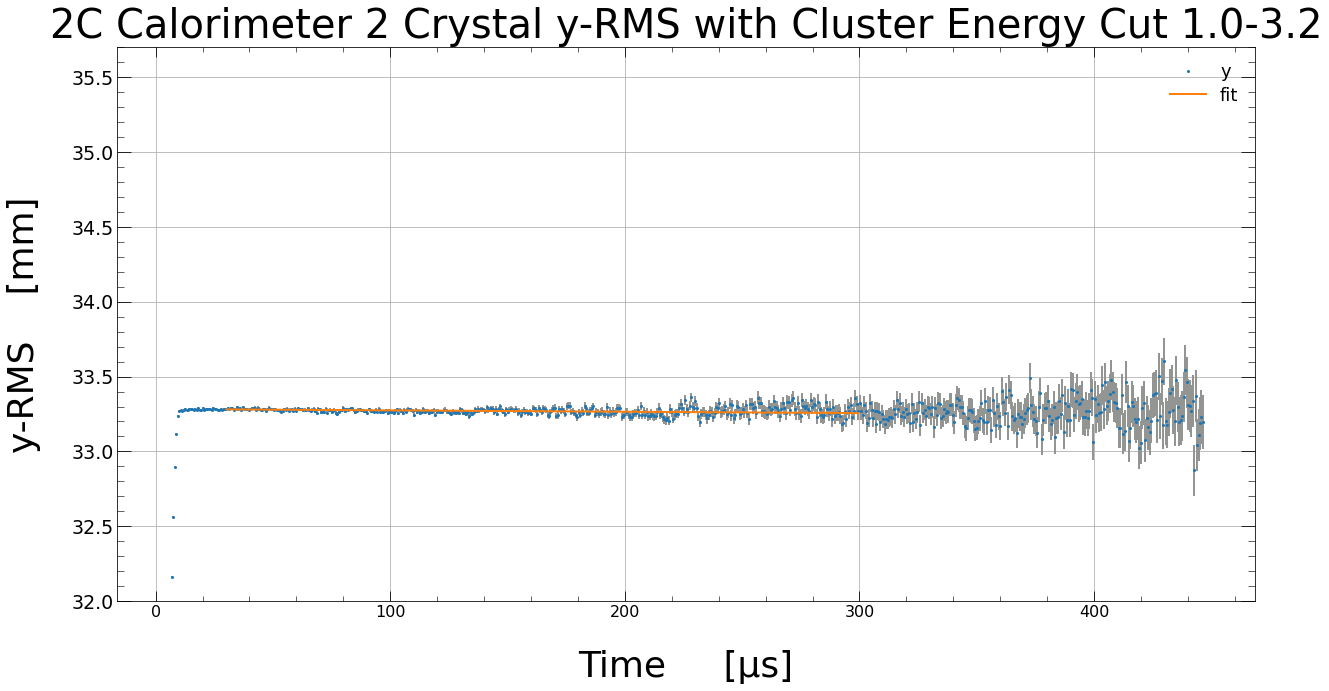 2C Calorimeter 2 Crystal y-RMS with Cluster Energy Cut 1.0-3.2
y
fit
y-RMS [mm]
35.5
35.0
34.5
34.0
33.5
33.0
32.5
32.0
0 100 200 300 400
Time [µs]